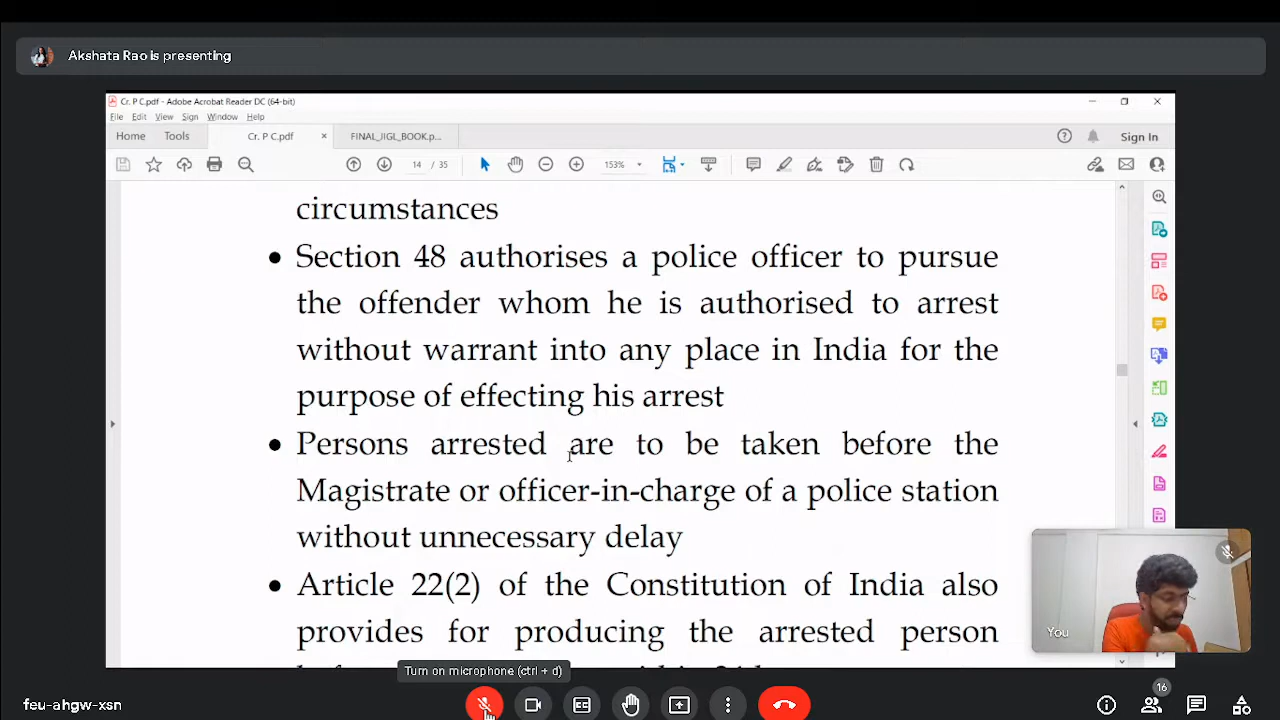 Akshata Rao is presenting
Cr. P C.pdf - Adobe Acrobat Reader DC (64-bit)
File Edit View Sign Window Help
Home Tools Cr. P C.pdf × FINAL_JIGL_BOOK.p... Sign In
14 / 35 153%
circumstances
● Section 48 authorises a police officer to pursue
the offender whom he is authorised to arrest
without warrant into any place in India for the
purpose of effecting his arrest
● Persons arrested are to be taken before the
Magistrate or officer-in-charge of a police station
without unnecessary delay
● Article 22(2) of the Constitution of India also
provides for producing the arrested person
You
Turn on microphone (ctrl + d)
feu-ahgw-xsn
16